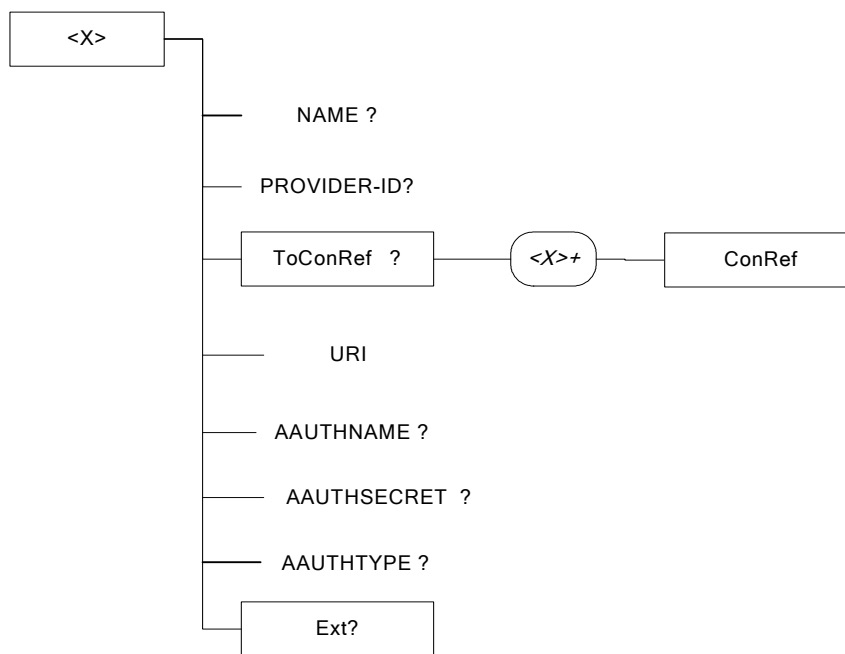 <X>
NAME ?
PROVIDER-ID?
ToConRef ?
<X>+
ConRef
URI
AAUTHNAME ?
AAUTHSECRET ?
AAUTHTYPE ?
Ext?